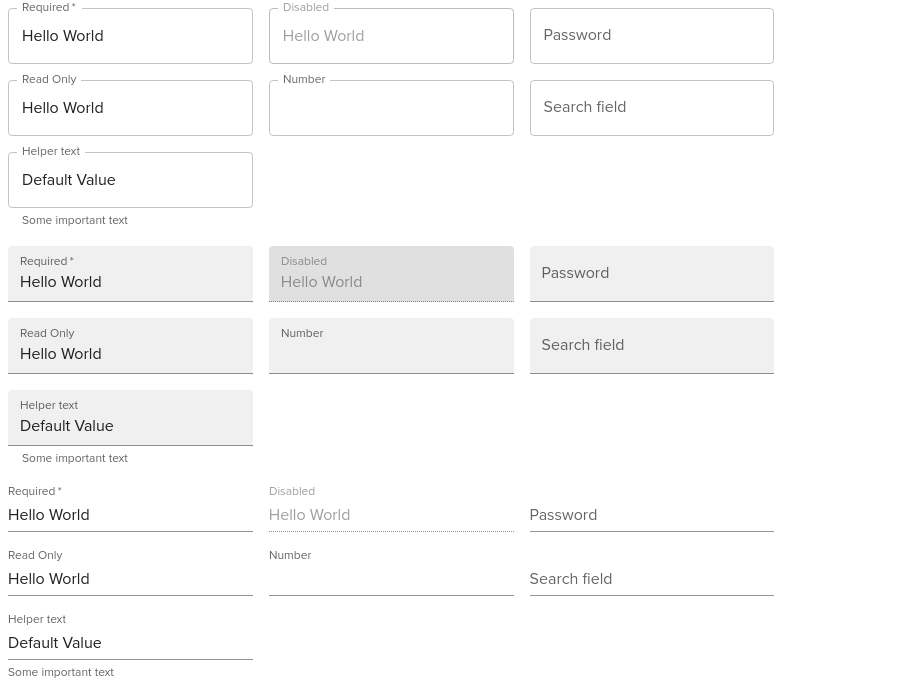 Required *
Hello World
Disabled
Hello World
Password
Read Only
Hello World
Number
Search field
Helper text
Default Value
Some important text
Required *
Hello World
Disabled
Hello World
Password
Read Only
Hello World
Number
Search field
Helper text
Default Value
Some important text
Required *
Hello World
Disabled
Hello World
Password
Read Only
Hello World
Number
Search field
Helper text
Default Value
Some important text